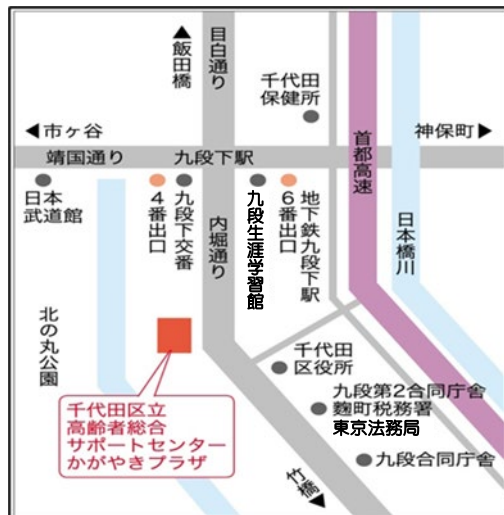 ▲飯田橋
目白通り
千代田
保健所
首都高速
◀市ヶ谷
神保町▶
靖国通り
九段下駅
日本
武道館
4番出口
九段下交番
内堀通り
九段生涯学習館
6番出口
地下鉄九段下駅
日本橋川
北の丸公園
千代田
区役所
千代田区立
高齢者総合
サポートセンター
かがやきプラザ
九段第2合同庁舎
麴町税務署
東京法務局
九段合同庁舎
竹橋▼